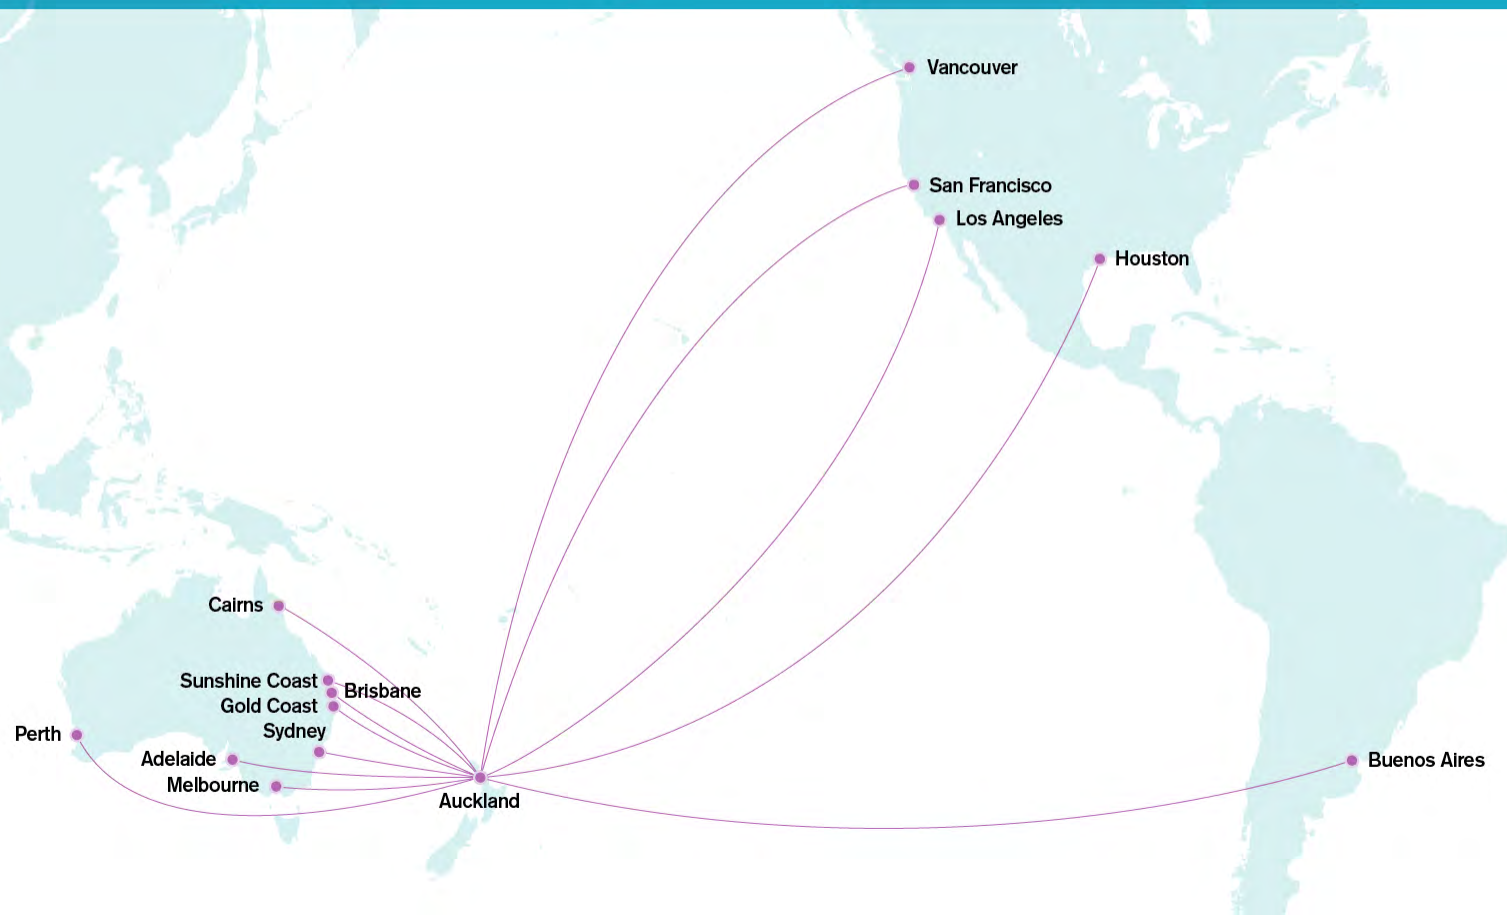 Vancouver
San Francisco
Los Angeles
Houston
Cairns
Sunshine Coast
Brisbane
Gold Coast
Sydney
Perth
Adelaide
Melbourne
Auckland
Buenos Aires